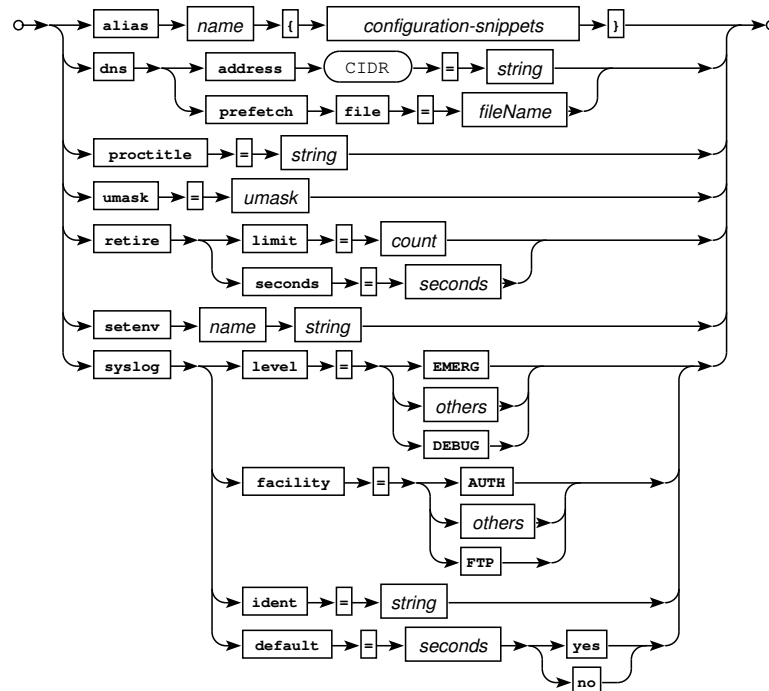 alias name { configuration-snippets }
dns address CIDR = string
prefetch file = fileName
proctitle = string
umask = umask
retire limit = count
seconds = seconds
setenv name string
syslog level = EMERG
others
DEBUG
facility = AUTH
others
FTP
ident = string
default = seconds yes
no